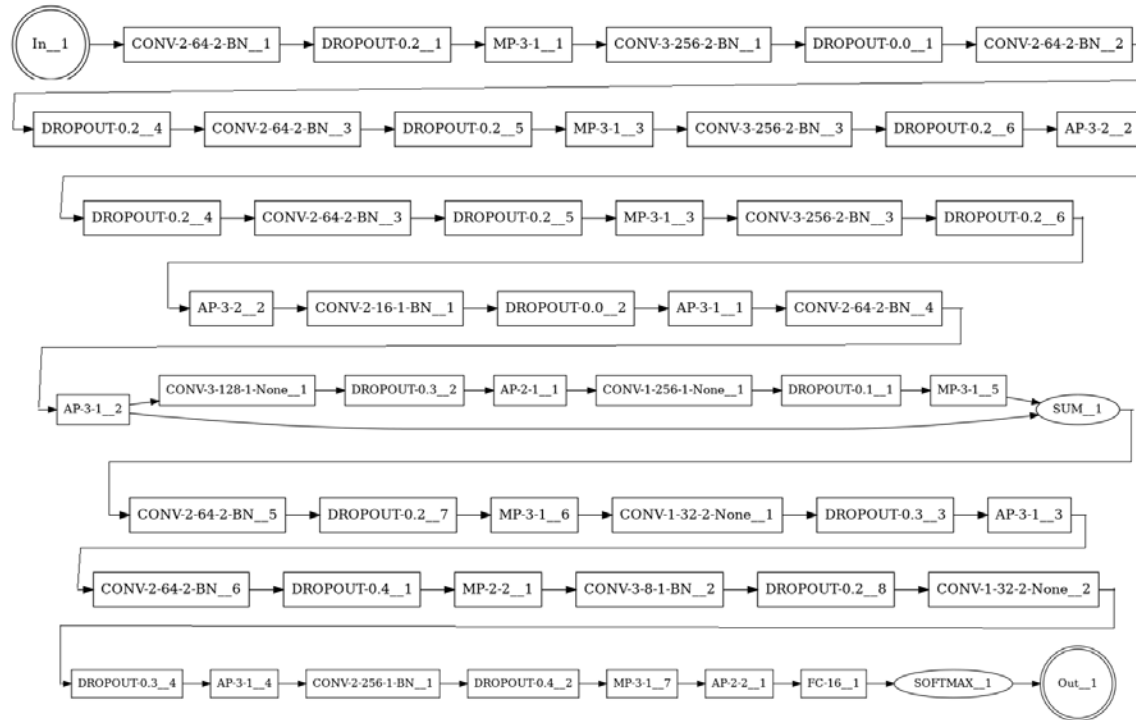 In__1 CONV-2-64-2-BN__1 DROPOUT-0.2__1 MP-3-1__1 CONV-3-256-2-BN__1 DROPOUT-0.0__1 CONV-2-64-2-BN__2
DROPOUT-0.2__4 CONV-2-64-2-BN__3 DROPOUT-0.2__5 MP-3-1__3 CONV-3-256-2-BN__3 DROPOUT-0.2__6 AP-3-2__2
DROPOUT-0.2__4 CONV-2-64-2-BN__3 DROPOUT-0.2__5 MP-3-1__3 CONV-3-256-2-BN__3 DROPOUT-0.2__6
AP-3-2__2 CONV-2-16-1-BN__1 DROPOUT-0.0__2 AP-3-1__1 CONV-2-64-2-BN__4
AP-3-1__2 CONV-3-128-1-None__1 DROPOUT-0.3__2 AP-2-1__1 CONV-1-256-1-None__1 DROPOUT-0.1__1 MP-3-1__5 SUM__1
CONV-2-64-2-BN__5 DROPOUT-0.2__7 MP-3-1__6 CONV-1-32-2-None__1 DROPOUT-0.3__3 AP-3-1__3
CONV-2-64-2-BN__6 DROPOUT-0.4__1 MP-2-2__1 CONV-3-8-1-BN__2 DROPOUT-0.2__8 CONV-1-32-2-None__2
DROPOUT-0.3__4 AP-3-1__4 CONV-2-256-1-BN__1 DROPOUT-0.4__2 MP-3-1__7 AP-2-2__1 FC-16__1 SOFTMAX__1 Out__1